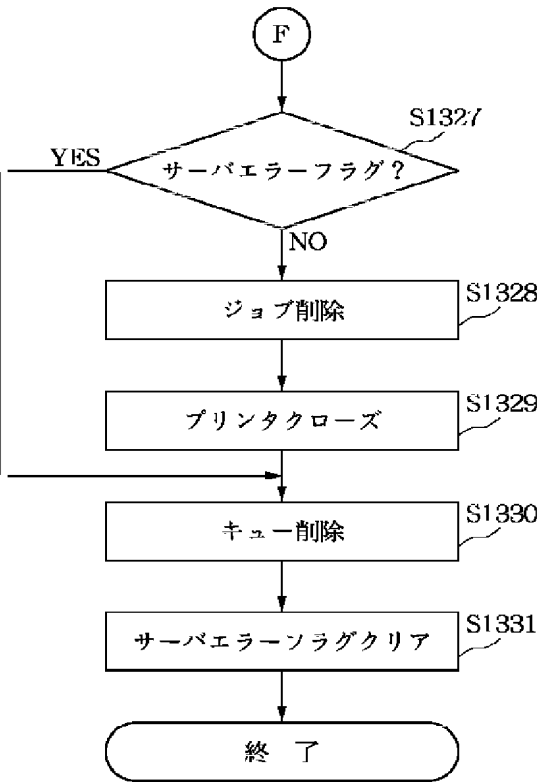 F
S1327
YES
サーバエラーフラグ？
NO
S1328
ジョブ削除
S1329
プリンタクローズ
S1330
キュー削除
S1331
サーバエラーフラグクリア
終 了